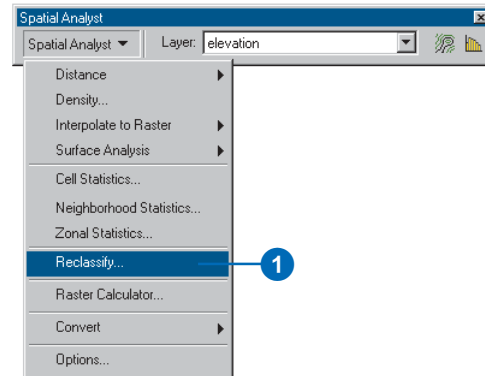 Spatial Analyst
Spatial Analyst Layer: elevation
Distance
Density...
Interpolate to Raster
Surface Analysis
Cell Statistics...
Neighborhood Statistics...
Zonal Statistics...
Reclassify... 1
Raster Calculator...
Convert
Options...